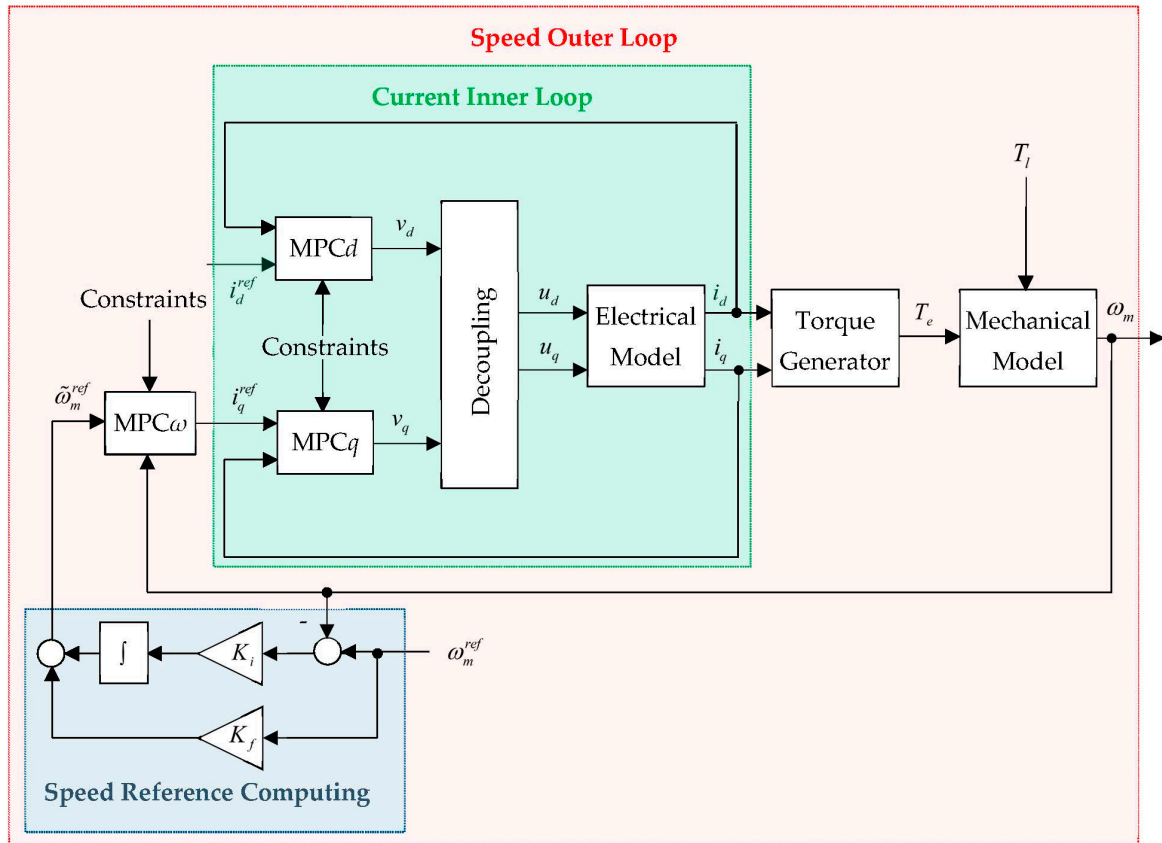 Speed Outer Loop
Current Inner Loop
T_l
MPCd
v_d
i_d^{ref}
Constraints
Constraints
Decoupling
u_d
u_q
Electrical
Model
i_d
i_q
Torque
Generator
T_e
Mechanical
Model
ω_m
\tilde{ω}_m^{ref}
MPCω
i_q^{ref}
MPCq
v_q
-
∫
K_i
ω_m^{ref}
K_f
Speed Reference Computing